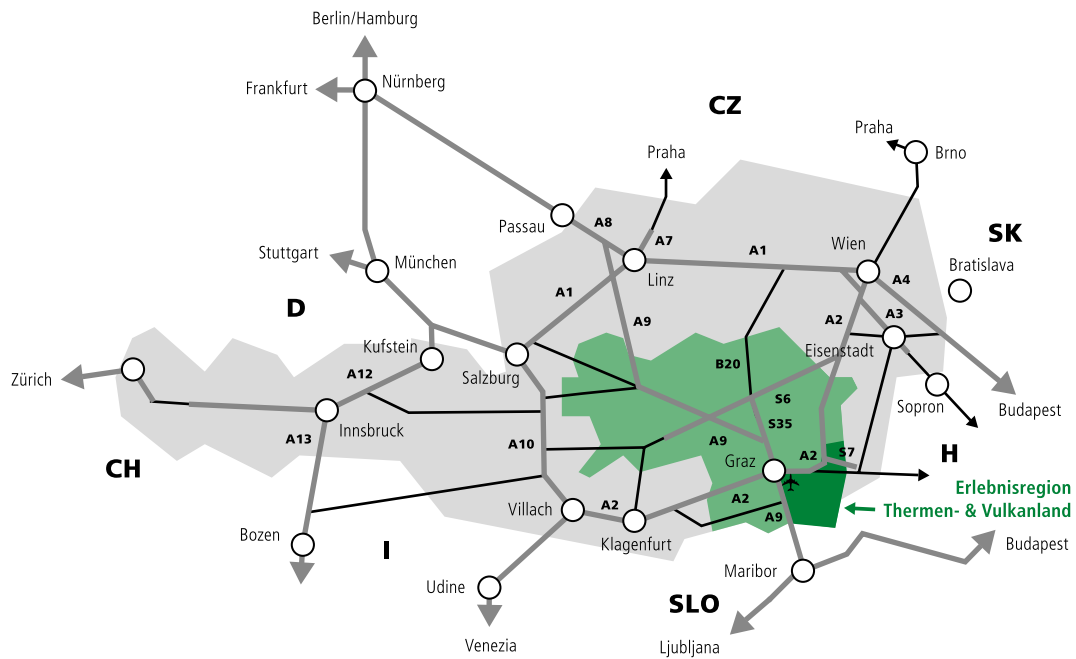 Berlin/Hamburg
Frankfurt
Nürnberg
CZ
Praha
Brno
Praha
Passau
A8
A7
Linz
A1
Wien
SK
Bratislava
Stuttgart
München
A1
A9
A4
A3
A2
D
Kufstein
Eisenstadt
Zürich
A12
Salzburg
B20
S6
Sopron
Budapest
Innsbruck
S35
A13
A10
A9
CH
Graz
A2
S7
H
Erlebnisregion
Thermen- & Vulkanland
Villach
A2
A2
A9
Klagenfurt
Bozen
I
Budapest
Maribor
Udine
SLO
Venezia
Ljubljana